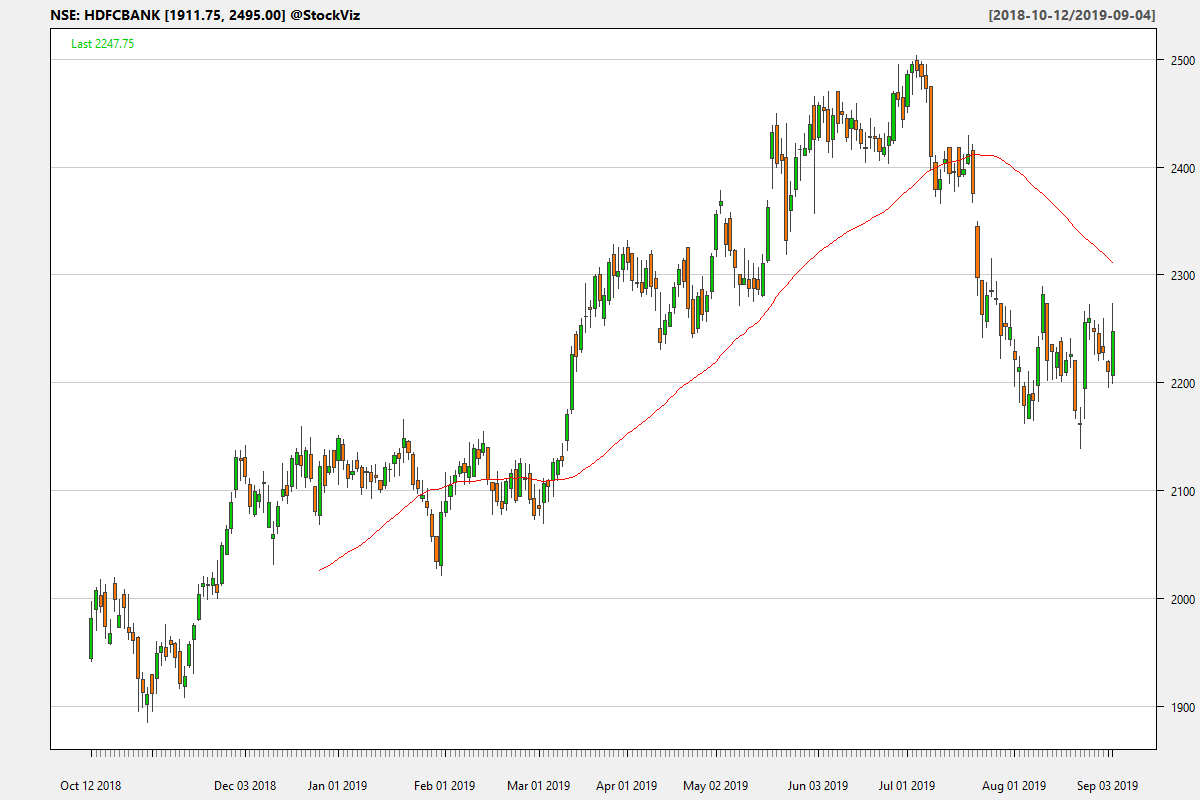 NSE: HDFCBANK [1911.75, 2495.00] @StockViz
[2018-10-12/2019-09-04]
Last 2247.75
2500
2400
2300
2200
2100
2000
1900
Oct 12 2018
Dec 03 2018
Jan 01 2019
Feb 01 2019
Mar 01 2019
Apr 01 2019
May 02 2019
Jun 03 2019
Jul 01 2019
Aug 01 2019
Sep 03 2019